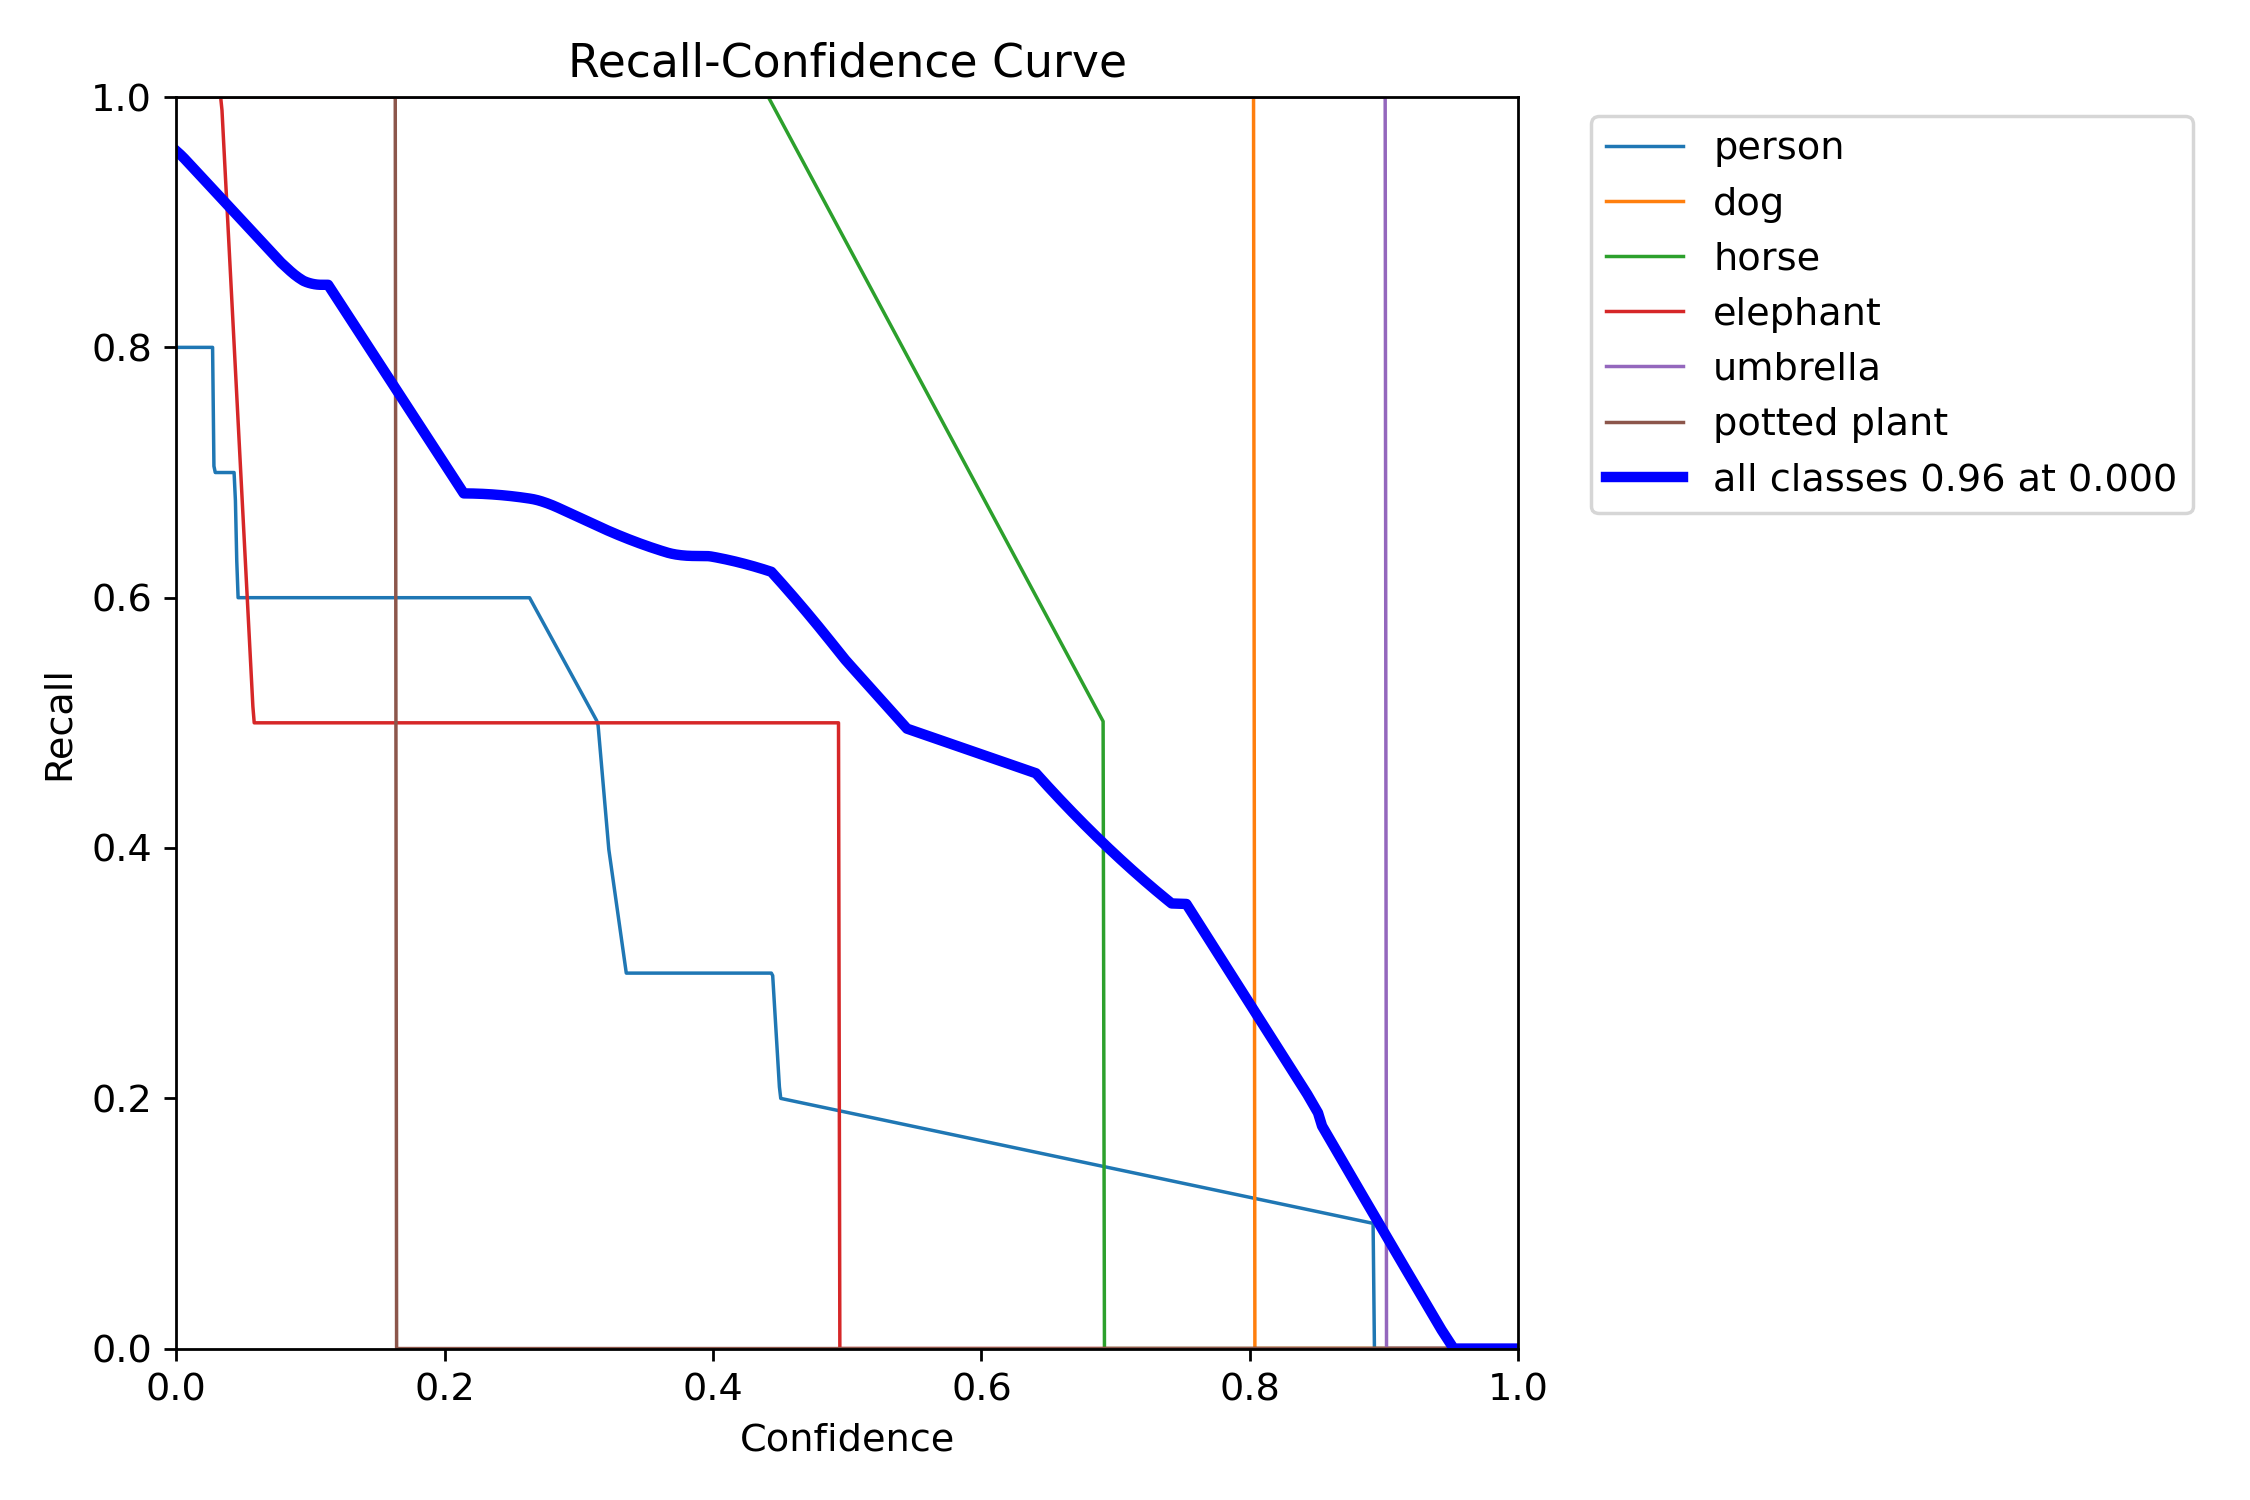 Recall-Confidence Curve
1.0
0.8
0.6
0.4
0.2
0.0
Recall
0.0 0.2 0.4 0.6 0.8 1.0
Confidence
person
dog
horse
elephant
umbrella
potted plant
all classes 0.96 at 0.000